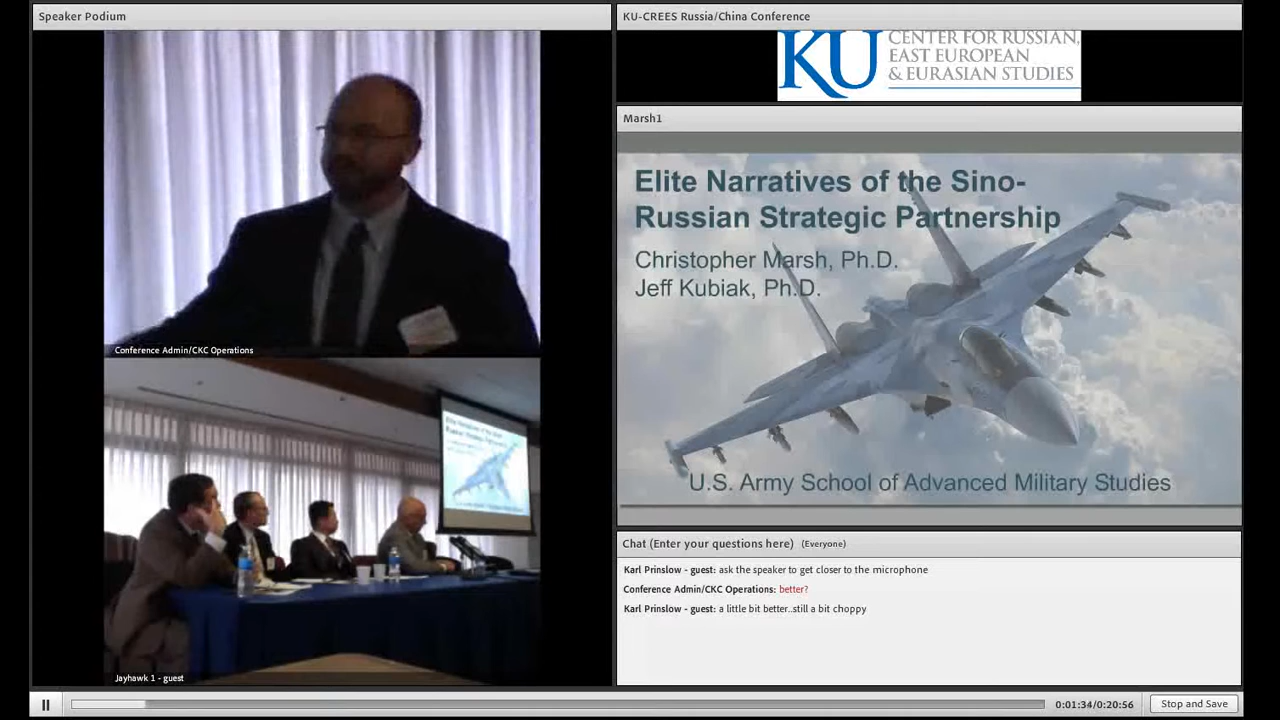 Speaker Podium
Conference Admin/CKC Operations
Jayhawk 1 - guest
KU-CREES Russia/China Conference
KU
CENTER FOR RUSSIAN,
EAST EUROPEAN
& EURASIAN STUDIES
Marsh1
Elite Narratives of the Sino-
Russian Strategic Partnership
Christopher Marsh, Ph.D.
Jeff Kubiak, Ph.D.
U.S. Army School of Advanced Military Studies
Chat (Enter your questions here) (Everyone)
Karl Prinslow - guest: ask the speaker to get closer to the microphone
Conference Admin/CKC Operations: better?
Karl Prinslow - guest: a little bit better..still a bit choppy
0:01:34/0:20:56
Stop and Save